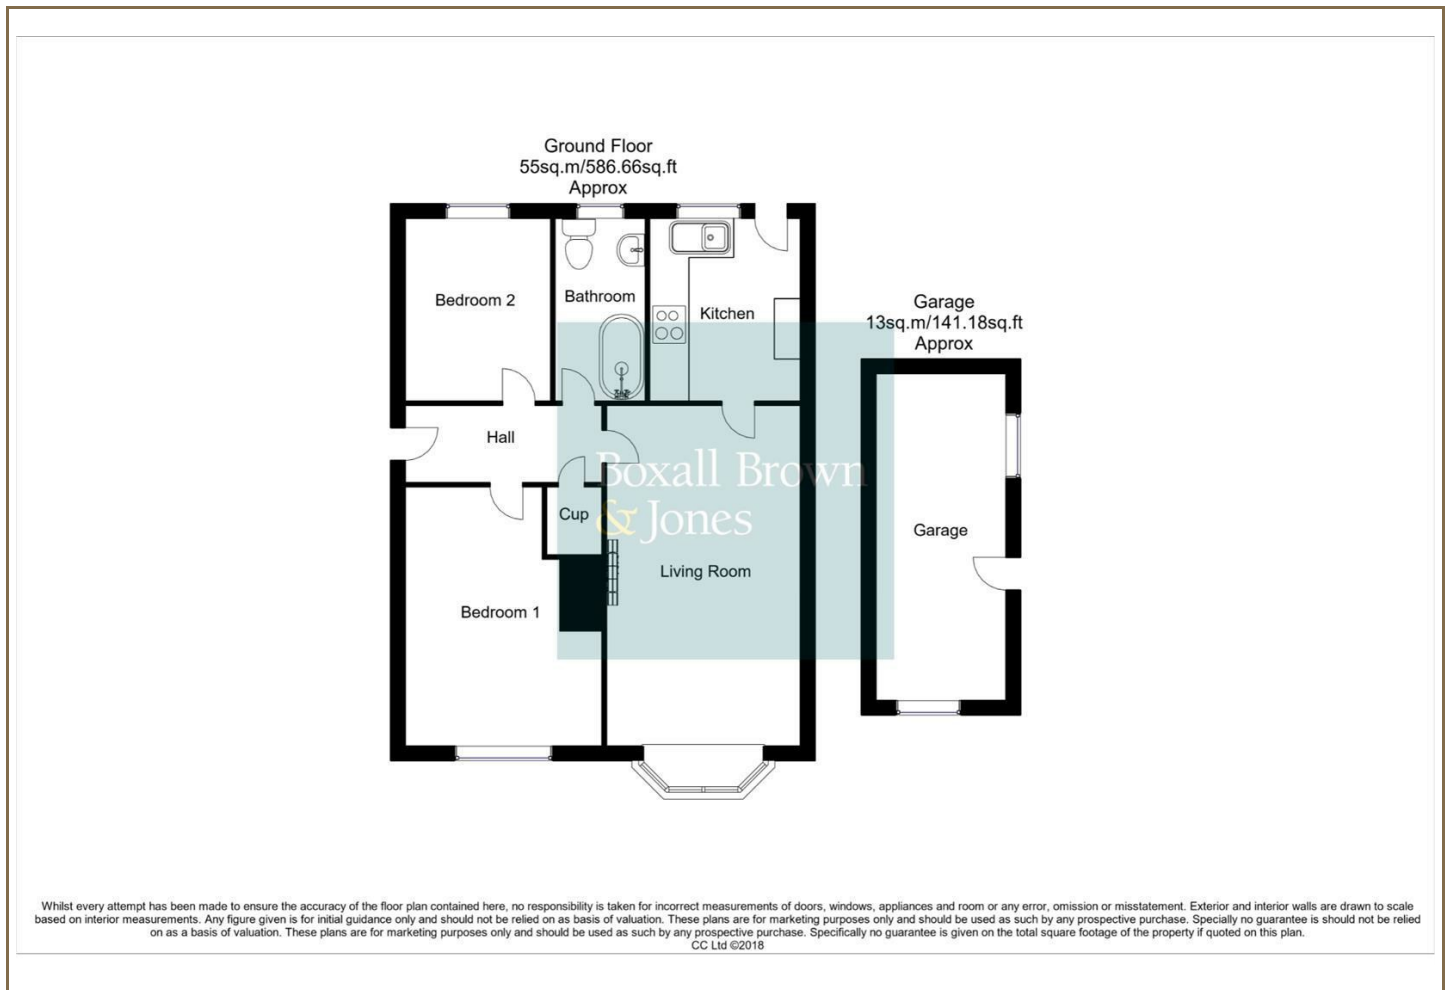 Ground Floor
55sq.m/586.66sq.ft
Approx
Bedroom 2
Bathroom
Kitchen
Garage
13sq.m/141.18sq.ft
Approx
Hall
Boxall Brown
& Jones
Cup
Garage
Living Room
Bedroom 1
Whilst every attempt has been made to ensure the accuracy of the floor plan contained here, no responsibility is taken for incorrect measurements of doors, windows, appliances and room or any error, omission or misstatement. Exterior and interior walls are drawn to scale
based on interior measurements. Any figure given is for initial guidance only and should not be relied on as basis of valuation. These plans are for marketing purposes only and should be used as such by any prospective purchase. Specially no guarantee is should not be relied
on as a basis of valuation. These plans are for marketing purposes only and should be used as such by any prospective purchase. Specifically no guarantee is given on the total square footage of the property if quoted on this plan.
CC Ltd ©2018